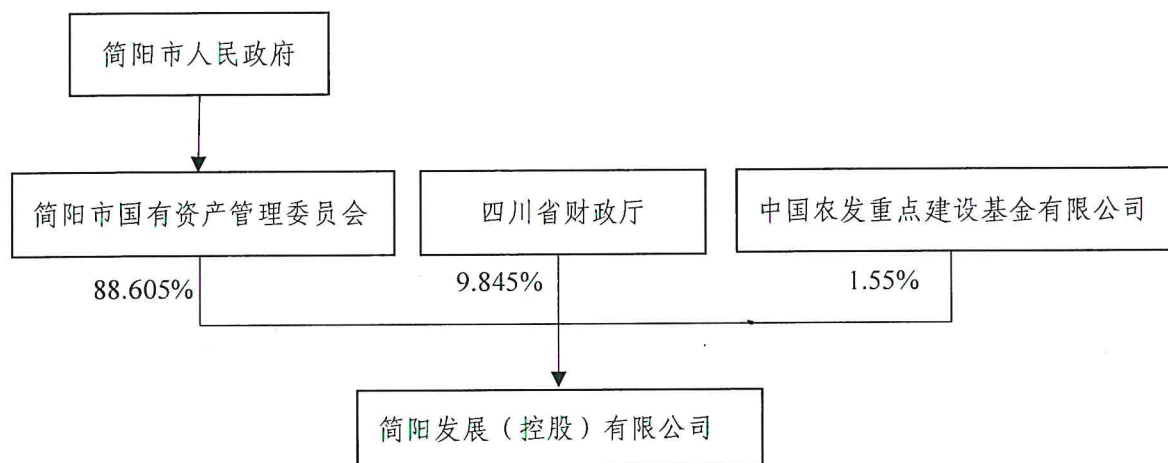 简阳市人民政府
简阳市国有资产管理委员会
四川省财政厅
中国农发重点建设基金有限公司
88.605%
9.845%
1.55%
简阳发展（控股）有限公司